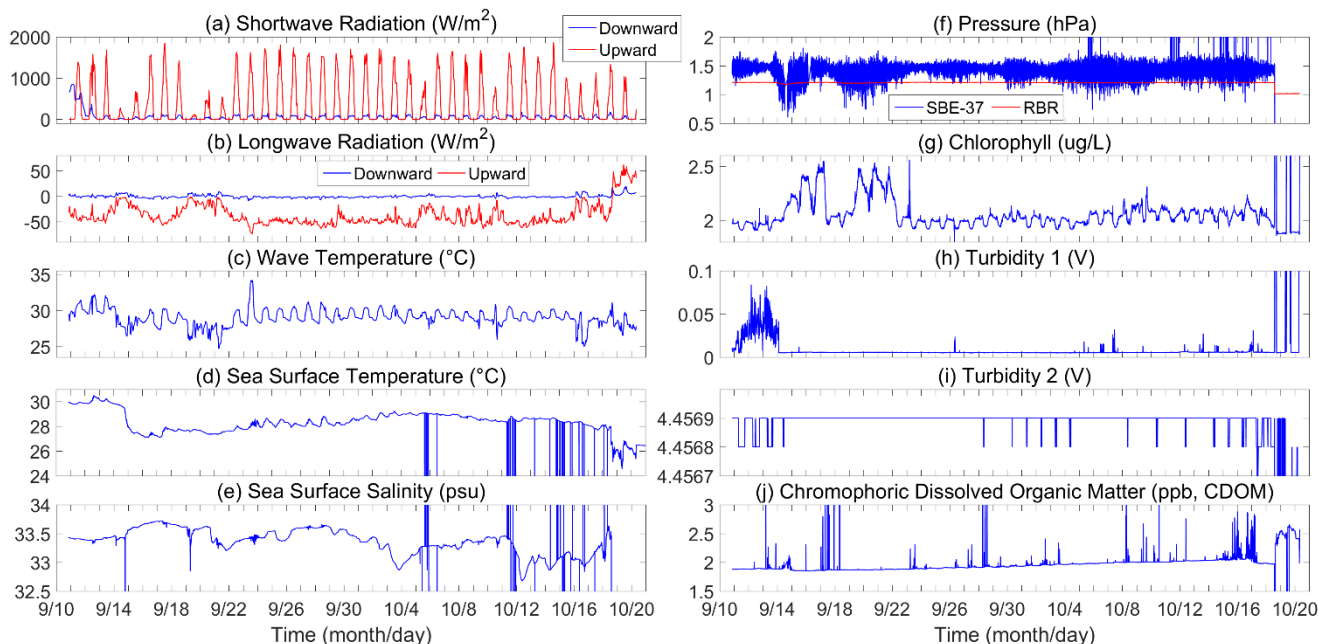 (a) Shortwave Radiation (W/m²)
Downward
Upward
2000
1000
0
(b) Longwave Radiation (W/m²)
Downward Upward
50
0
-50
(c) Wave Temperature (°C)
35
30
25
(d) Sea Surface Temperature (°C)
30
28
26
24
(e) Sea Surface Salinity (psu)
34
33.5
33
32.5
9/10 9/14 9/18 9/22 9/26 9/30 10/4 10/8 10/12 10/16 10/20
Time (month/day)
(f) Pressure (hPa)
2
1.5
1
0.5
SBE-37 RBR
(g) Chlorophyll (ug/L)
2.5
2
(h) Turbidity 1 (V)
0.1
0.05
0
(i) Turbidity 2 (V)
4.4569
4.4568
4.4567
(j) Chromophoric Dissolved Organic Matter (ppb, CDOM)
3
2.5
2
1.5
9/10 9/14 9/18 9/22 9/26 9/30 10/4 10/8 10/12 10/16 10/20
Time (month/day)